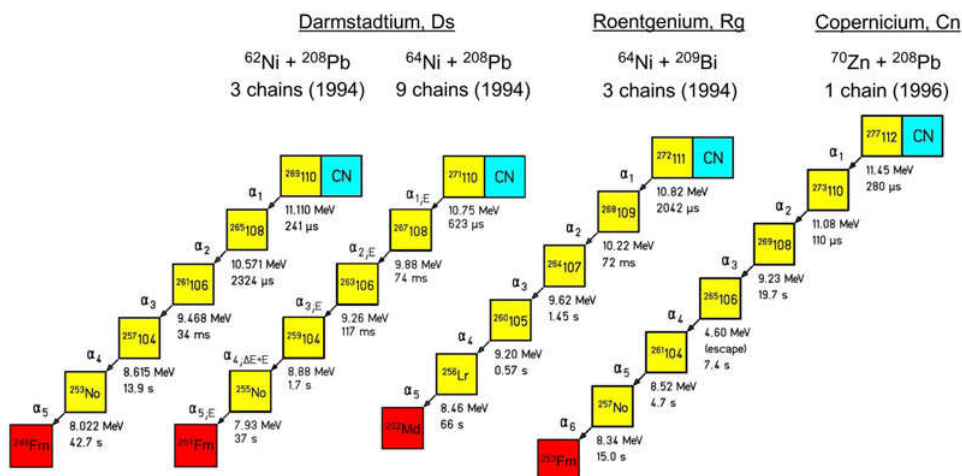 Darmstadtium, Ds
⁶²Ni + ²⁰⁸Pb
3 chains (1994)
⁶⁴Ni + ²⁰⁸Pb
9 chains (1994)
Roentgenium, Rg
⁶⁴Ni + ²⁰⁹Bi
3 chains (1994)
Copernicium, Cn
⁷⁰Zn + ²⁰⁸Pb
1 chain (1996)
²⁶⁹110 CN
α₁
11.110 MeV
241 µs
²⁶⁵108
α₂
10.571 MeV
2324 µs
²⁶¹106
α₃
9.468 MeV
34 ms
²⁵⁷104
α₄
8.615 MeV
13.9 s
²⁵³No
α₅
8.022 MeV
42.7 s
²⁴⁹Fm
²⁷¹110 CN
α₁;E
10.75 MeV
623 µs
²⁶⁷108
α₂;E
9.88 MeV
74 ms
²⁶³106
α₃;E
9.26 MeV
117 ms
²⁵⁹104
α₄;ΔE+E
8.88 MeV
1.7 s
²⁵⁵No
α₅;E
7.93 MeV
37 s
²⁵¹Fm
²⁷²111 CN
α₁
10.82 MeV
2042 µs
²⁶⁸109
α₂
10.22 MeV
72 ms
²⁶⁴107
α₃
9.62 MeV
1.45 s
²⁶⁰105
α₄
9.20 MeV
0.57 s
²⁵⁶Lr
α₅
8.46 MeV
66 s
²⁵²Md
²⁷⁷112 CN
α₁
11.45 MeV
280 µs
²⁷³110
α₂
11.08 MeV
110 µs
²⁶⁹108
α₃
9.23 MeV
19.7 s
²⁶⁵106
α₄
4.60 MeV
(escape)
7.4 s
²⁶¹104
α₅
8.52 MeV
4.7 s
²⁵⁷No
α₆
8.34 MeV
15.0 s
²⁵³Fm